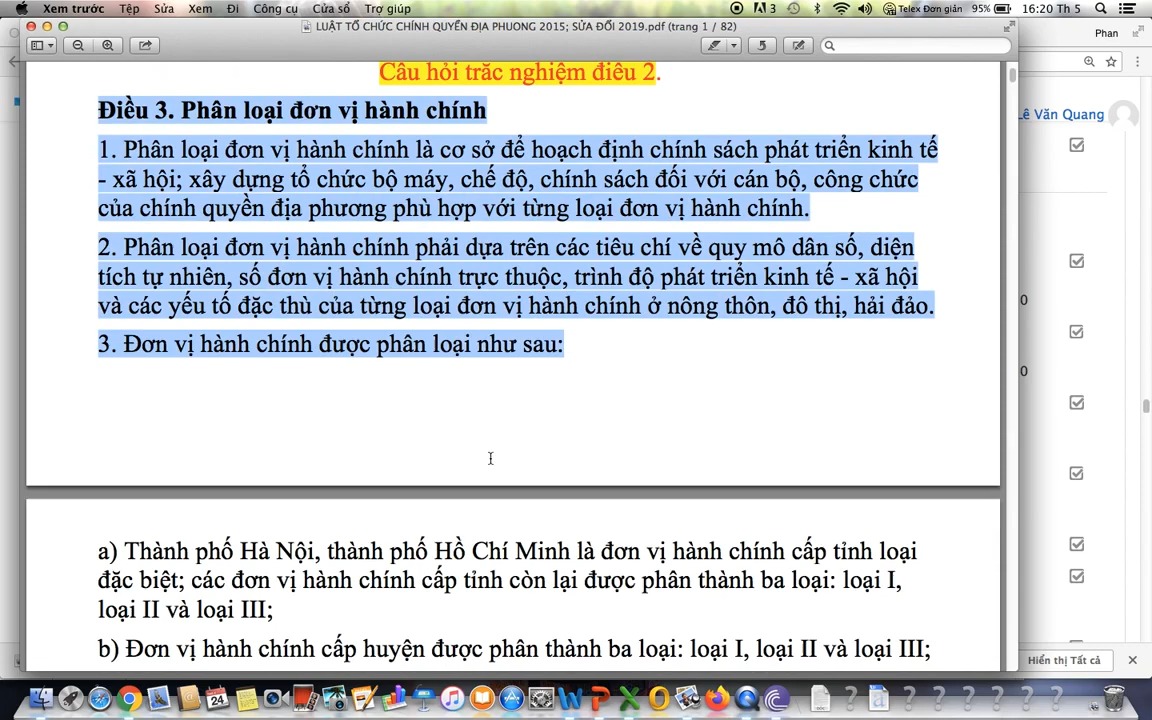 Xem trước Tệp Sửa Xem Đi Công cụ Cửa sổ Trợ giúp 3 Telex Đơn giản 95% 16:20 Th 5
LUẬT TỔ CHỨC CHÍNH QUYỀN ĐỊA PHUONG 2015; SỬA ĐỔI 2019.pdf (trang 1 / 82)
Phan
Câu hỏi trăc nghiệm điêu 2.
Điều 3. Phân loại đơn vị hành chính
Lê Văn Quang
1. Phân loại đơn vị hành chính là cơ sở để hoạch định chính sách phát triển kinh tế
- xã hội; xây dựng tổ chức bộ máy, chế độ, chính sách đối với cán bộ, công chức
của chính quyền địa phương phù hợp với từng loại đơn vị hành chính.
2. Phân loại đơn vị hành chính phải dựa trên các tiêu chí về quy mô dân số, diện
tích tự nhiên, số đơn vị hành chính trực thuộc, trình độ phát triển kinh tế - xã hội
và các yếu tố đặc thù của từng loại đơn vị hành chính ở nông thôn, đô thị, hải đảo.
0
3. Đơn vị hành chính được phân loại như sau:
0
a) Thành phố Hà Nội, thành phố Hồ Chí Minh là đơn vị hành chính cấp tỉnh loại
đặc biệt; các đơn vị hành chính cấp tỉnh còn lại được phân thành ba loại: loại I,
loại II và loại III;
b) Đơn vị hành chính cấp huyện được phân thành ba loại: loại I, loại II và loại III;
Hiển thị Tất cả
24